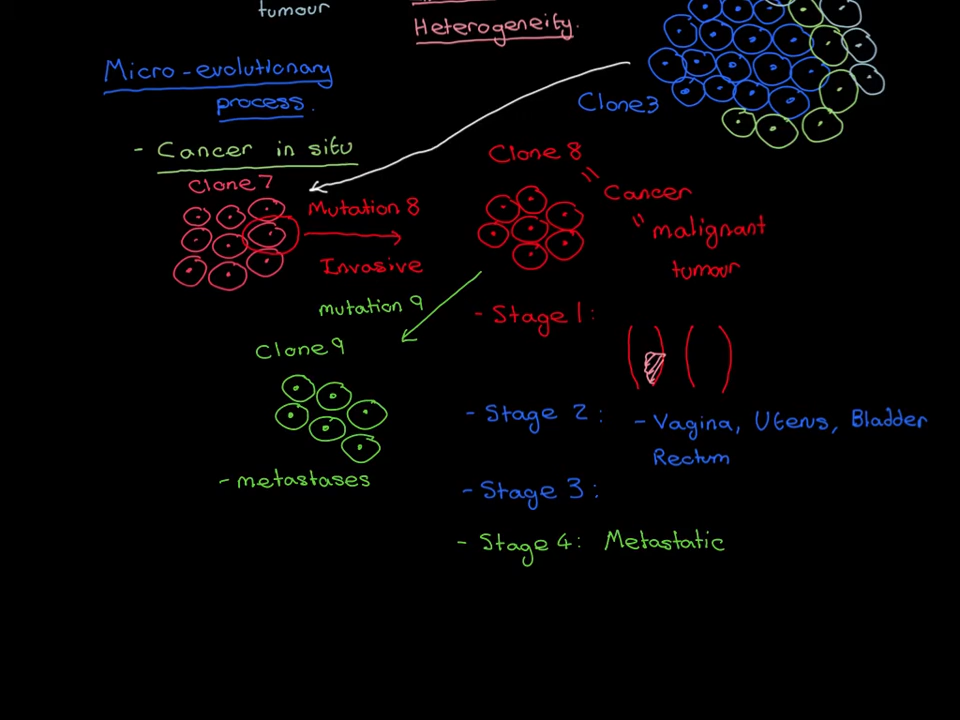 tumour
Heterogeneity.
Micro-evolutionary
process.
Clone3
- Cancer in situ
Clone 7
Mutation 8
Invasive
Clone 8
"
Cancer
" malignant
tumour
mutation 9
Clone 9
- metastases
- Stage 1:
- Stage 2: - Vagina, Uterus, Bladder
Rectum
- Stage 3:
- Stage 4: Metastatic